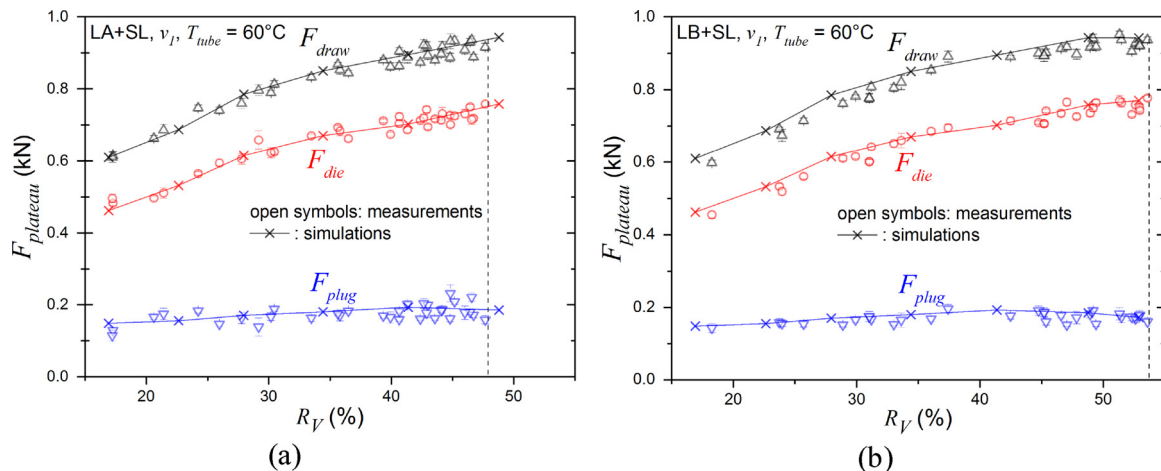 LA+SL, v1, Ttube = 60°C
Fdraw
Fdie
open symbols: measurements
: simulations
Fplug
Fplateau (kN)
1.0
0.8
0.6
0.4
0.2
0.0
20
30
40
50
RV (%)
(a)
LB+SL, v1, Ttube = 60°C
Fdraw
Fdie
open symbols: measurements
: simulations
Fplug
Fplateau (kN)
1.0
0.8
0.6
0.4
0.2
0.0
20
30
40
50
RV (%)
(b)